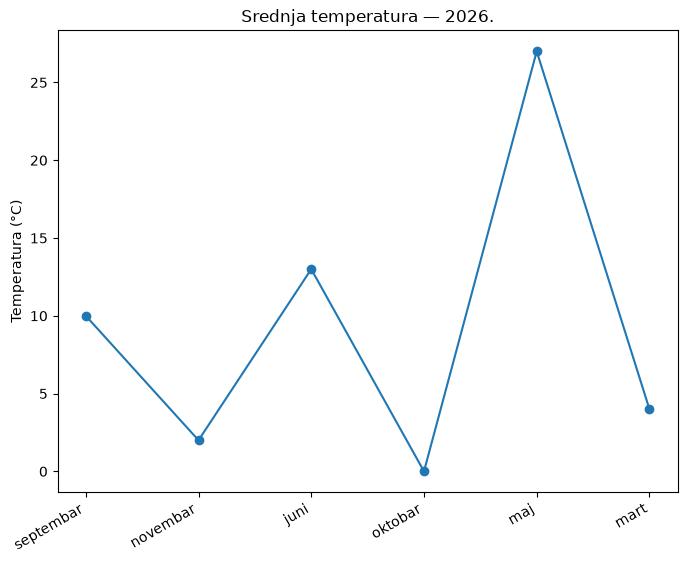 Srednja temperatura — 2026.
Temperatura (°C)
25
20
15
10
5
0
septembar
novembar
juni
oktobar
maj
mart